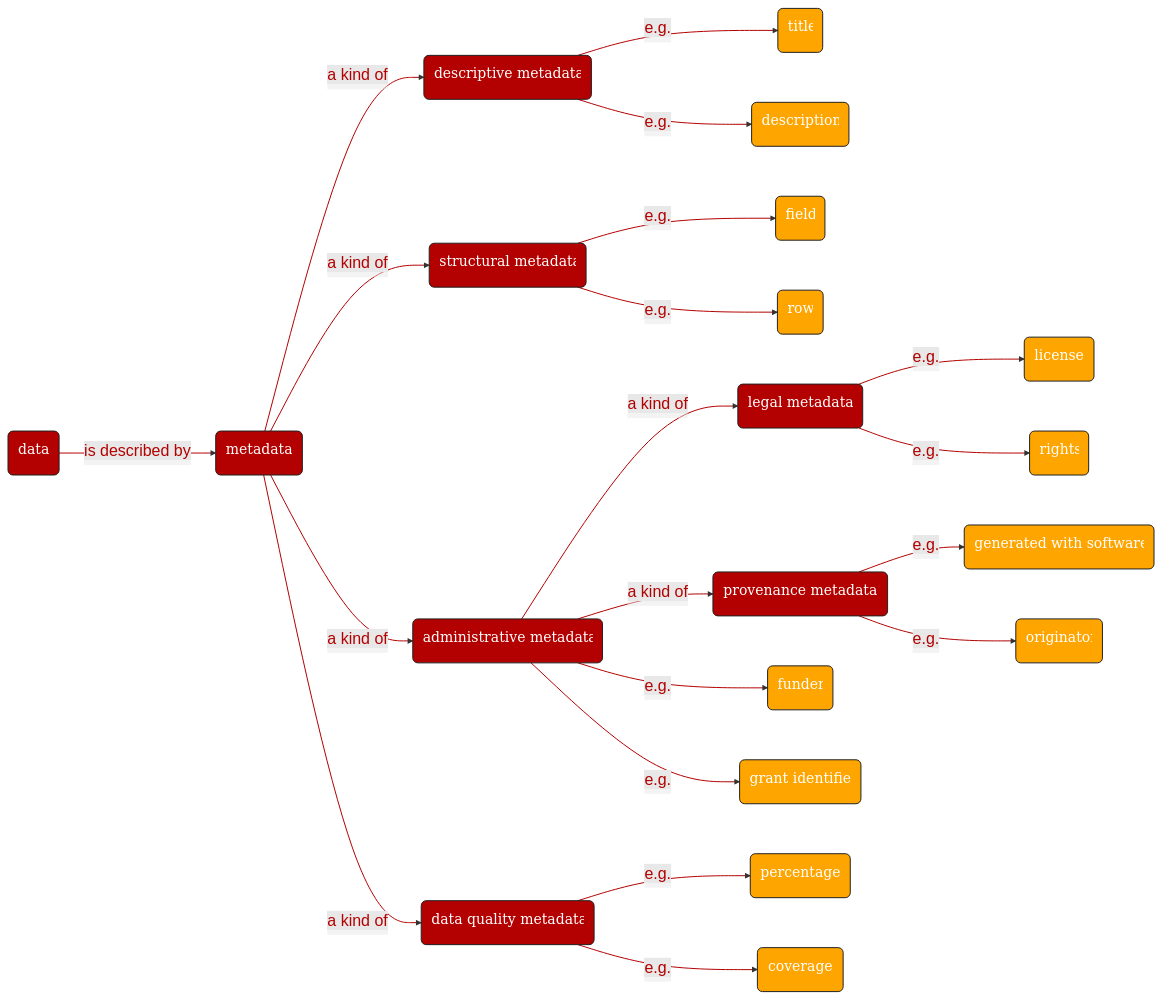 data
is described by
metadata
a kind of
descriptive metadata
e.g.
title
e.g.
description
a kind of
structural metadata
e.g.
field
e.g.
row
a kind of
administrative metadata
a kind of
legal metadata
e.g.
license
e.g.
rights
a kind of
provenance metadata
e.g.
generated with software
e.g.
originator
e.g.
funder
e.g.
grant identifie
a kind of
data quality metadata
e.g.
percentage
e.g.
coverage